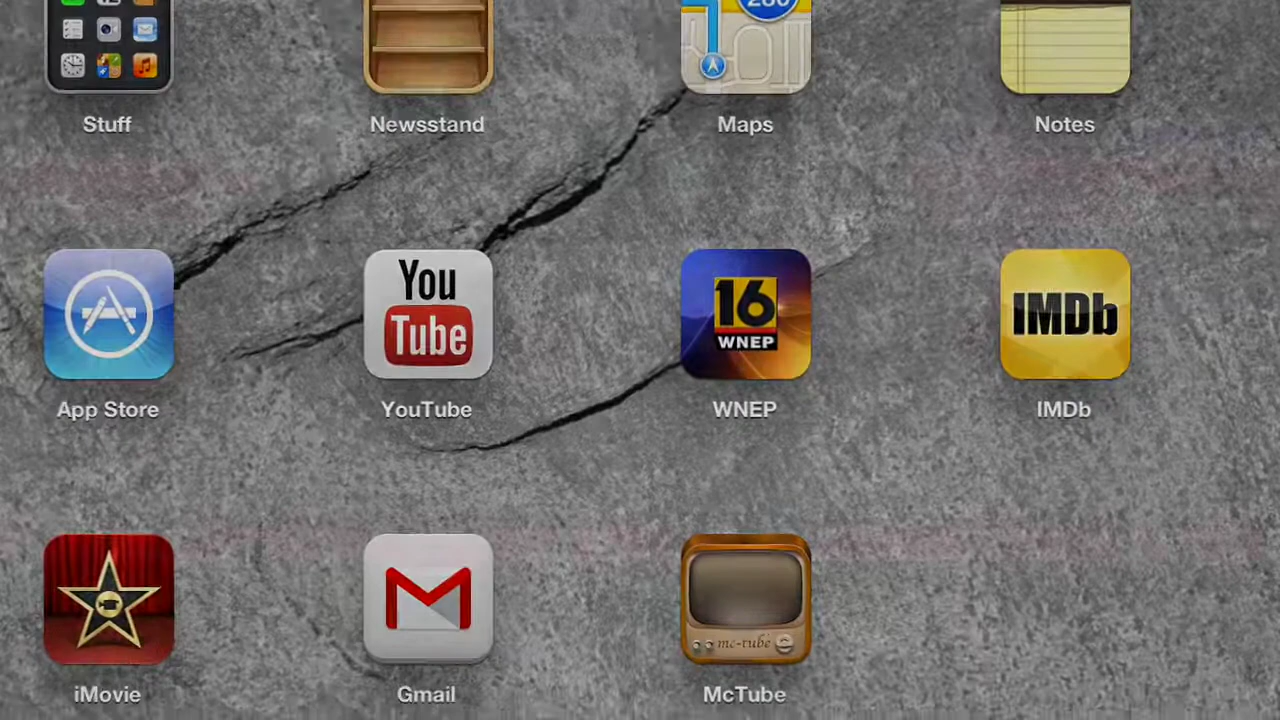 280
Stuff
Newsstand
Maps
Notes
You
Tube
16
WNEP
IMDb
App Store
YouTube
WNEP
IMDb
mc-tube
iMovie
Gmail
McTube